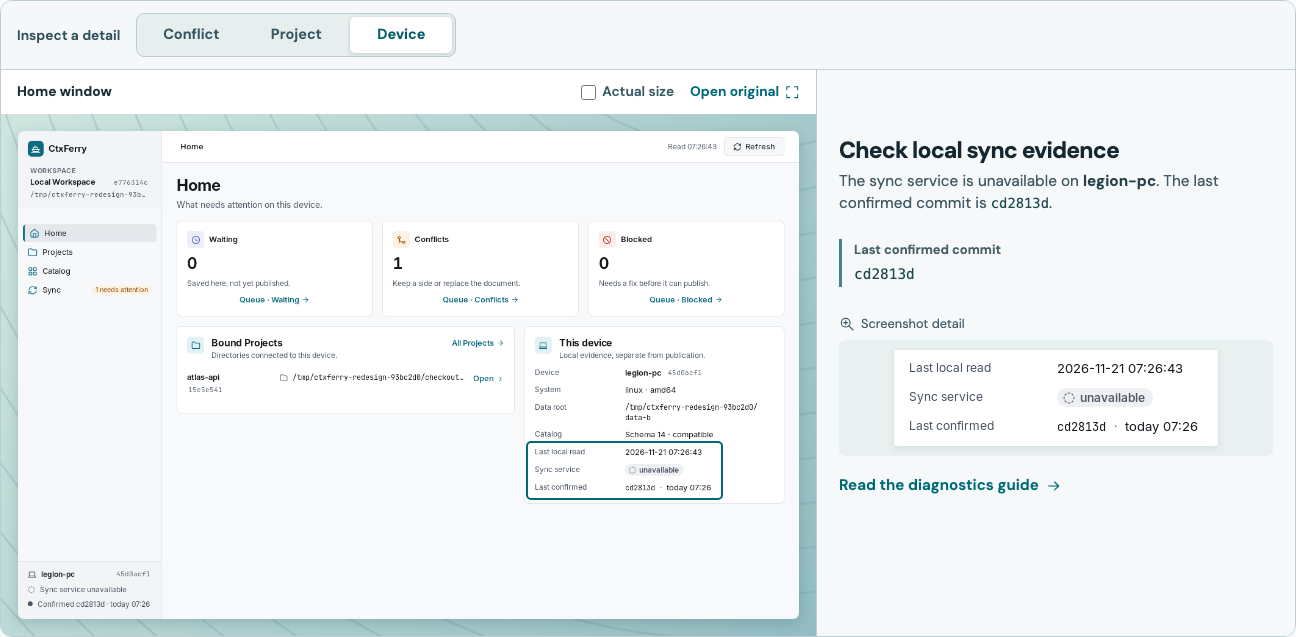 Inspect a detail
Conflict
Project
Device
Home window
Actual size
Open original
CtxFerry
WORKSPACE
Local Workspace e776314c
/tmp/ctxferry-redesign-93b…
Home
Projects
Catalog
Sync 1 needs attention
legion-pc 45d0acf1
Sync service unavailable
Confirmed cd2813d · today 07:26
Home
Read 07:26:43
Refresh
Home
What needs attention on this device.
Waiting
0
Saved here, not yet published.
Queue · Waiting →
Conflicts
1
Keep a side or replace the document.
Queue · Conflicts →
Blocked
0
Needs a fix before it can publish.
Queue · Blocked →
Bound Projects
All Projects
Directories connected to this device.
atlas-api /tmp/ctxferry-redesign-93bc2d0/checkout… Open
15e5e541
This device
Local evidence, separate from publication.
Device legion-pc 45d0acf1
System linux · amd64
Data root /tmp/ctxferry-redesign-93bc2d0/
data-b
Catalog Schema 14 · compatible
Last local read 2026-11-21 07:26:43
Sync service unavailable
Last confirmed cd2813d · today 07:26
Check local sync evidence
The sync service is unavailable on legion-pc. The last
confirmed commit is cd2813d.
Last confirmed commit
cd2813d
Screenshot detail
Last local read 2026-11-21 07:26:43
Sync service unavailable
Last confirmed cd2813d · today 07:26
Read the diagnostics guide →